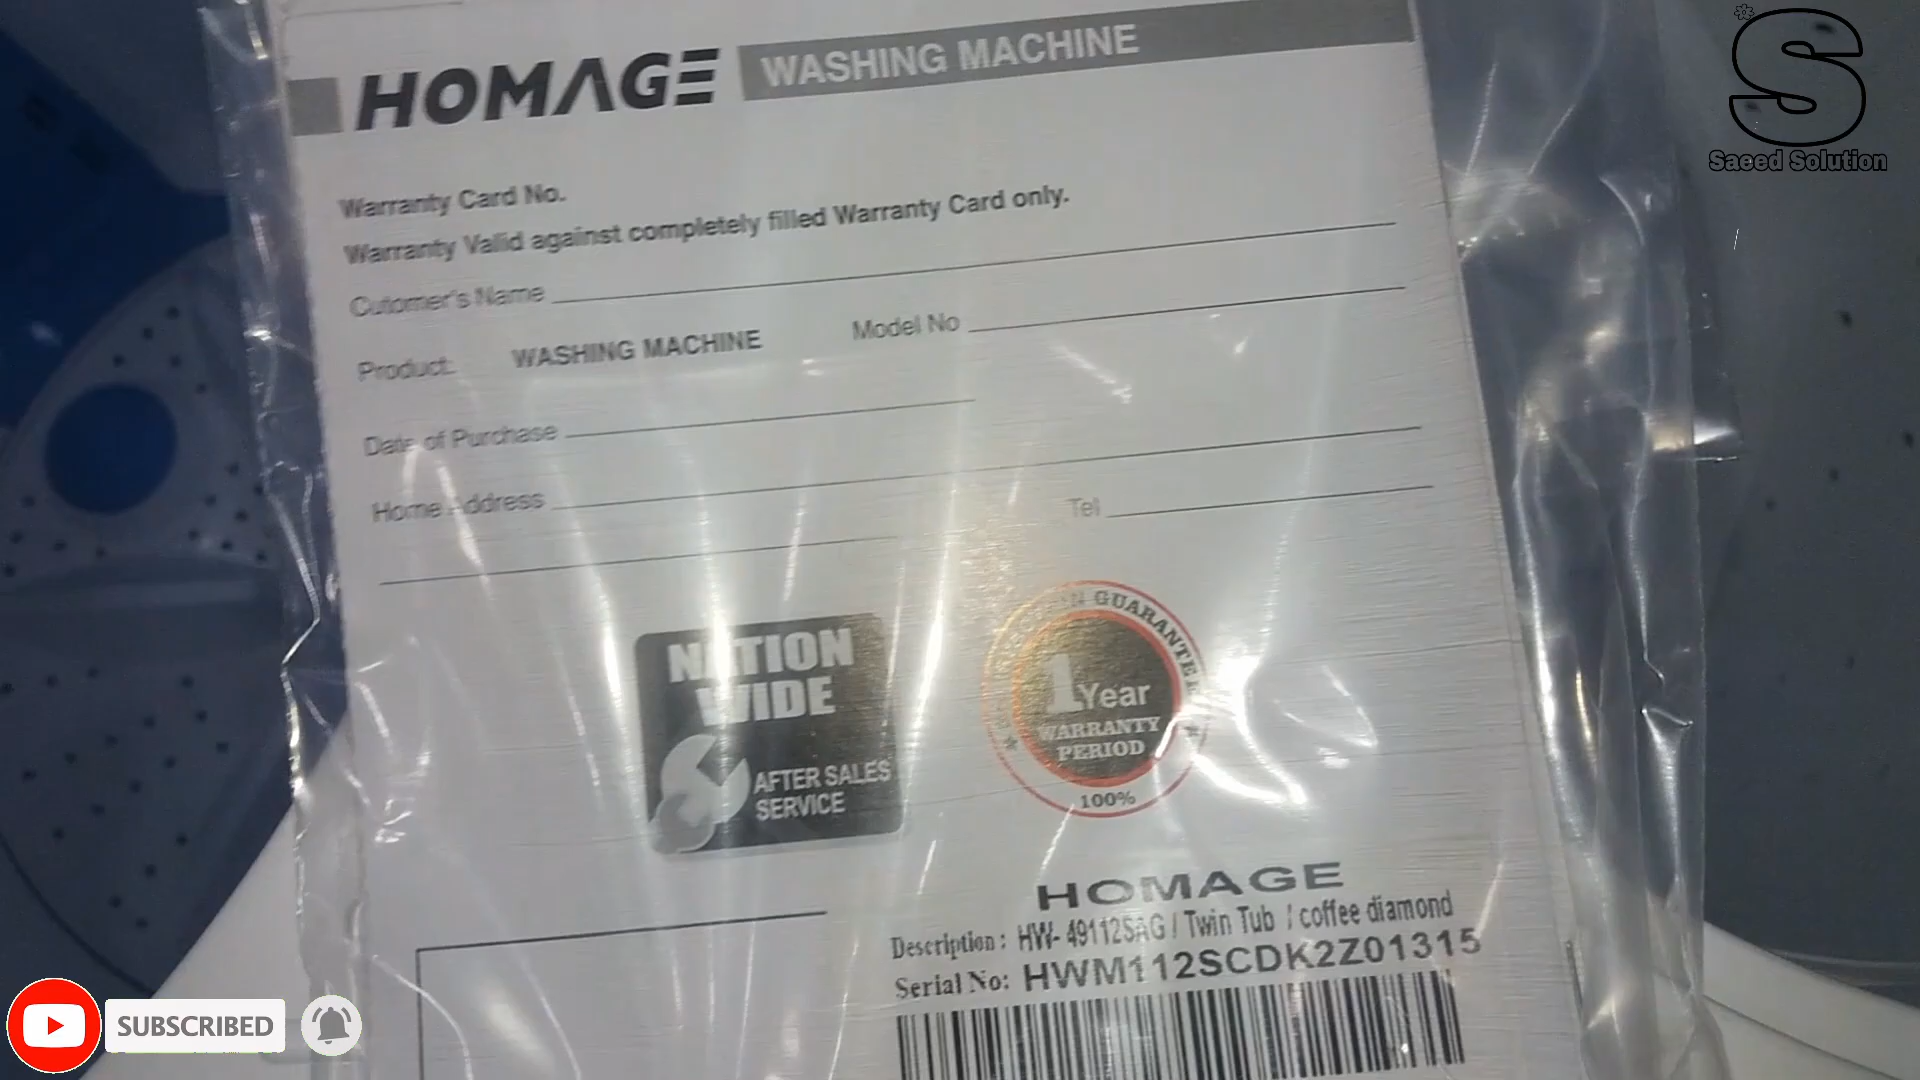 HOMAGE WASHING MACHINE
S
Saeed Solution
Warranty Card No.
Warranty Valid against completely filled Warranty Card only.
Cutomer's Name
Product: WASHING MACHINE Model No
Date of Purchase
Home Address
Tel
NATION
WIDE
AFTER SALES
SERVICE
GUARANTEE
1 Year
WARRANTY
PERIOD
100%
HOMAGE
Description : HW- 49112SAG / Twin Tub / coffee diamond
Serial No: HWM112SCDK2Z01315
SUBSCRIBED